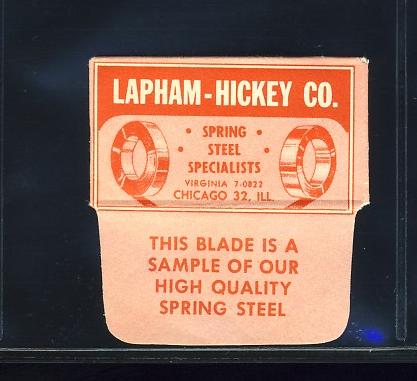 LAPHAM-HICKEY CO.
• SPRING •
• STEEL •
SPECIALISTS
VIRGINIA 7-0822
CHICAGO 32, ILL.
THIS BLADE IS A
SAMPLE OF OUR
HIGH QUALITY
SPRING STEEL